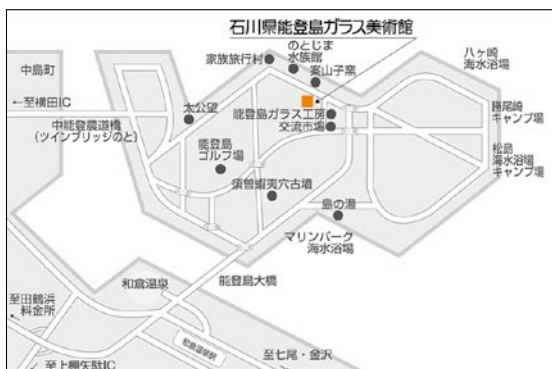 石川県能登島ガラス美術館
のとじま
水族館
家族旅行村
案山子窯
八ヶ崎
海水浴場
中島町
←至横田IC
太公望
能登島ガラス工房
交流市場
勝尾崎
キャンプ場
中能登農道橋
(ツインブリッジのと)
能登島
ゴルフ場
松島
海水浴場
キャンプ場
須曽蝦夷穴古墳
島の湯
マリンパーク
海水浴場
和倉温泉
能登島大橋
至田鶴浜
料金所
和倉温泉駅
至上棚矢駄IC
至七尾・金沢